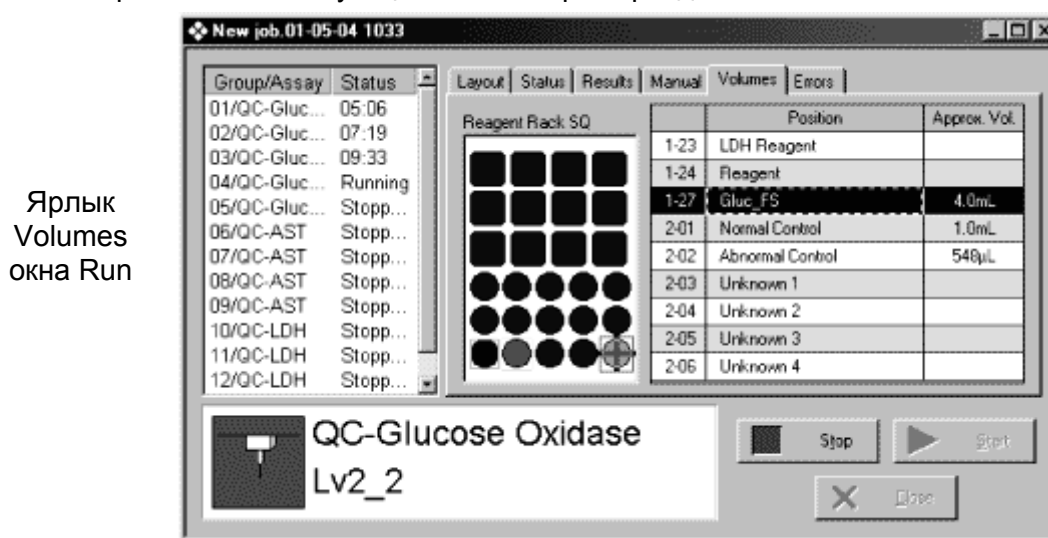 New job.01-05-04 1033
Ярлык
Volumes
окна Run
Group/Assay Status
01/QC-Gluc... 05:06
02/QC-Gluc... 07:19
03/QC-Gluc... 09:33
04/QC-Gluc... Running
05/QC-Gluc... Stopp...
06/QC-AST Stopp...
07/QC-AST Stopp...
08/QC-AST Stopp...
09/QC-AST Stopp...
10/QC-LDH Stopp...
11/QC-LDH Stopp...
12/QC-LDH Stopp...
Layout Status Results Manual Volumes Errors
Reagent Rack SQ
Position Approx. Vol.
1-23 LDH Reagent
1-24 Reagent
1-27 Gluc_FS 4.0mL
2-01 Normal Control 1.0mL
2-02 Abnormal Control 548µL
2-03 Unknown 1
2-04 Unknown 2
2-05 Unknown 3
2-06 Unknown 4
QC-Glucose Oxidase
Lv2_2
Stop
Start
Close